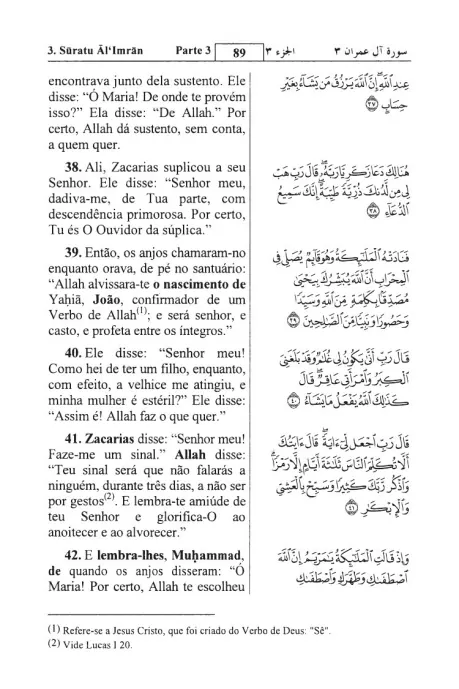 3. Sūratu Āl‘Imrān Parte 3 89 الجزء ٣ سورة آل عمران ٣
encontrava junto dela sustento. Ele
disse: “Ó Maria! De onde te provém
isso?” Ela disse: “De Allah.” Por
certo, Allah dá sustento, sem conta,
a quem quer.
38. Ali, Zacarias suplicou a seu
Senhor. Ele disse: “Senhor meu,
dadiva-me, de Tua parte, com
descendência primorosa. Por certo,
Tu és O Ouvidor da súplica.”
39. Então, os anjos chamaram-no
enquanto orava, de pé no santuário:
“Allah alvissara-te o nascimento de
Yaḥiā, João, confirmador de um
Verbo de Allah(1); e será senhor, e
casto, e profeta entre os íntegros.”
40. Ele disse: “Senhor meu!
Como hei de ter um filho, enquanto,
com efeito, a velhice me atingiu, e
minha mulher é estéril?” Ele disse:
“Assim é! Allah faz o que quer.”
41. Zacarias disse: “Senhor meu!
Faze-me um sinal.” Allah disse:
“Teu sinal será que não falarás a
ninguém, durante três dias, a não ser
por gestos(2). E lembra-te amiúde de
teu Senhor e glorifica-O ao
anoitecer e ao alvorecer.”
42. E lembra-lhes, Muḥammad,
de quando os anjos disseram: “Ó
Maria! Por certo, Allah te escolheu
عِندِ ٱللَّهِ إِنَّ ٱللَّهَ يَرْزُقُ مَن يَشَآءُ بِغَيْرِ
حِسَابٍ ٣٧
هُنَالِكَ دَعَا زَكَرِيَّا رَبَّهُۥ قَالَ رَبِّ هَبْ
لِى مِن لَّدُنكَ ذُرِّيَّةً طَيِّبَةً إِنَّكَ سَمِيعُ
ٱلدُّعَآءِ ٣٨
فَنَادَتْهُ ٱلْمَلَٰٓئِكَةُ وَهُوَ قَآئِمٌ يُصَلِّى فِى
ٱلْمِحْرَابِ أَنَّ ٱللَّهَ يُبَشِّرُكَ بِيَحْيَىٰ
مُصَدِّقًۢا بِكَلِمَةٍ مِّنَ ٱللَّهِ وَسَيِّدًا
وَحَصُورًا وَنَبِيًّا مِّنَ ٱلصَّٰلِحِينَ ٣٩
قَالَ رَبِّ أَنَّىٰ يَكُونُ لِى غُلَٰمٌ وَقَدْ بَلَغَنِىَ
ٱلْكِبَرُ وَٱمْرَأَتِى عَاقِرٌ قَالَ
كَذَٰلِكَ ٱللَّهُ يَفْعَلُ مَا يَشَآءُ ٤٠
قَالَ رَبِّ ٱجْعَل لِّىٓ ءَايَةً قَالَ ءَايَتُكَ
أَلَّا تُكَلِّمَ ٱلنَّاسَ ثَلَٰثَةَ أَيَّامٍ إِلَّا رَمْزًا
وَٱذْكُر رَّبَّكَ كَثِيرًا وَسَبِّحْ بِٱلْعَشِىِّ
وَٱلْإِبْكَٰرِ ٤١
وَإِذْ قَالَتِ ٱلْمَلَٰٓئِكَةُ يَٰمَرْيَمُ إِنَّ ٱللَّهَ
ٱصْطَفَىٰكِ وَطَهَّرَكِ وَٱصْطَفَىٰكِ
(1) Refere-se a Jesus Cristo, que foi criado do Verbo de Deus: "Sê".
(2) Vide Lucas I 20.